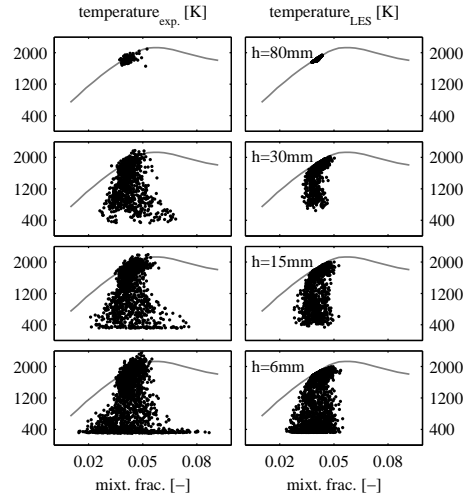 temperature_exp. [K] temperature_LES [K]
2000 h=80mm 2000
1200 1200
400 400
2000 h=30mm 2000
1200 1200
400 400
2000 h=15mm 2000
1200 1200
400 400
2000 h=6mm 2000
1200 1200
400 400
0.02 0.05 0.08 0.02 0.05 0.08
mixt. frac. [−] mixt. frac. [−]